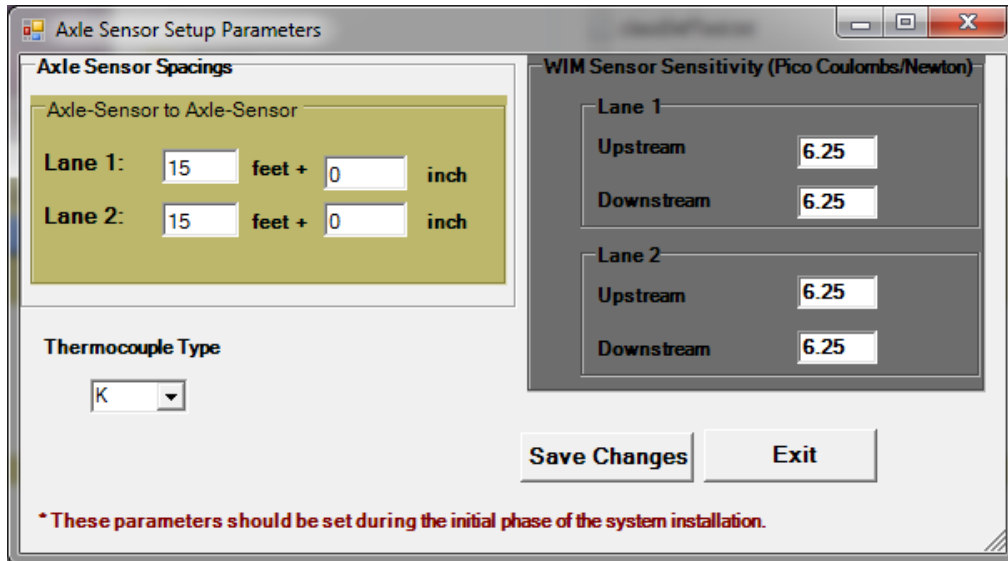 Axle Sensor Setup Parameters
Axle Sensor Spacings
Axle-Sensor to Axle-Sensor
Lane 1: 15 feet + 0 inch
Lane 2: 15 feet + 0 inch
Thermocouple Type
K
WIM Sensor Sensitivity (Pico Coulombs/Newton)
Lane 1
Upstream 6.25
Downstream 6.25
Lane 2
Upstream 6.25
Downstream 6.25
Save Changes Exit
* These parameters should be set during the initial phase of the system installation.